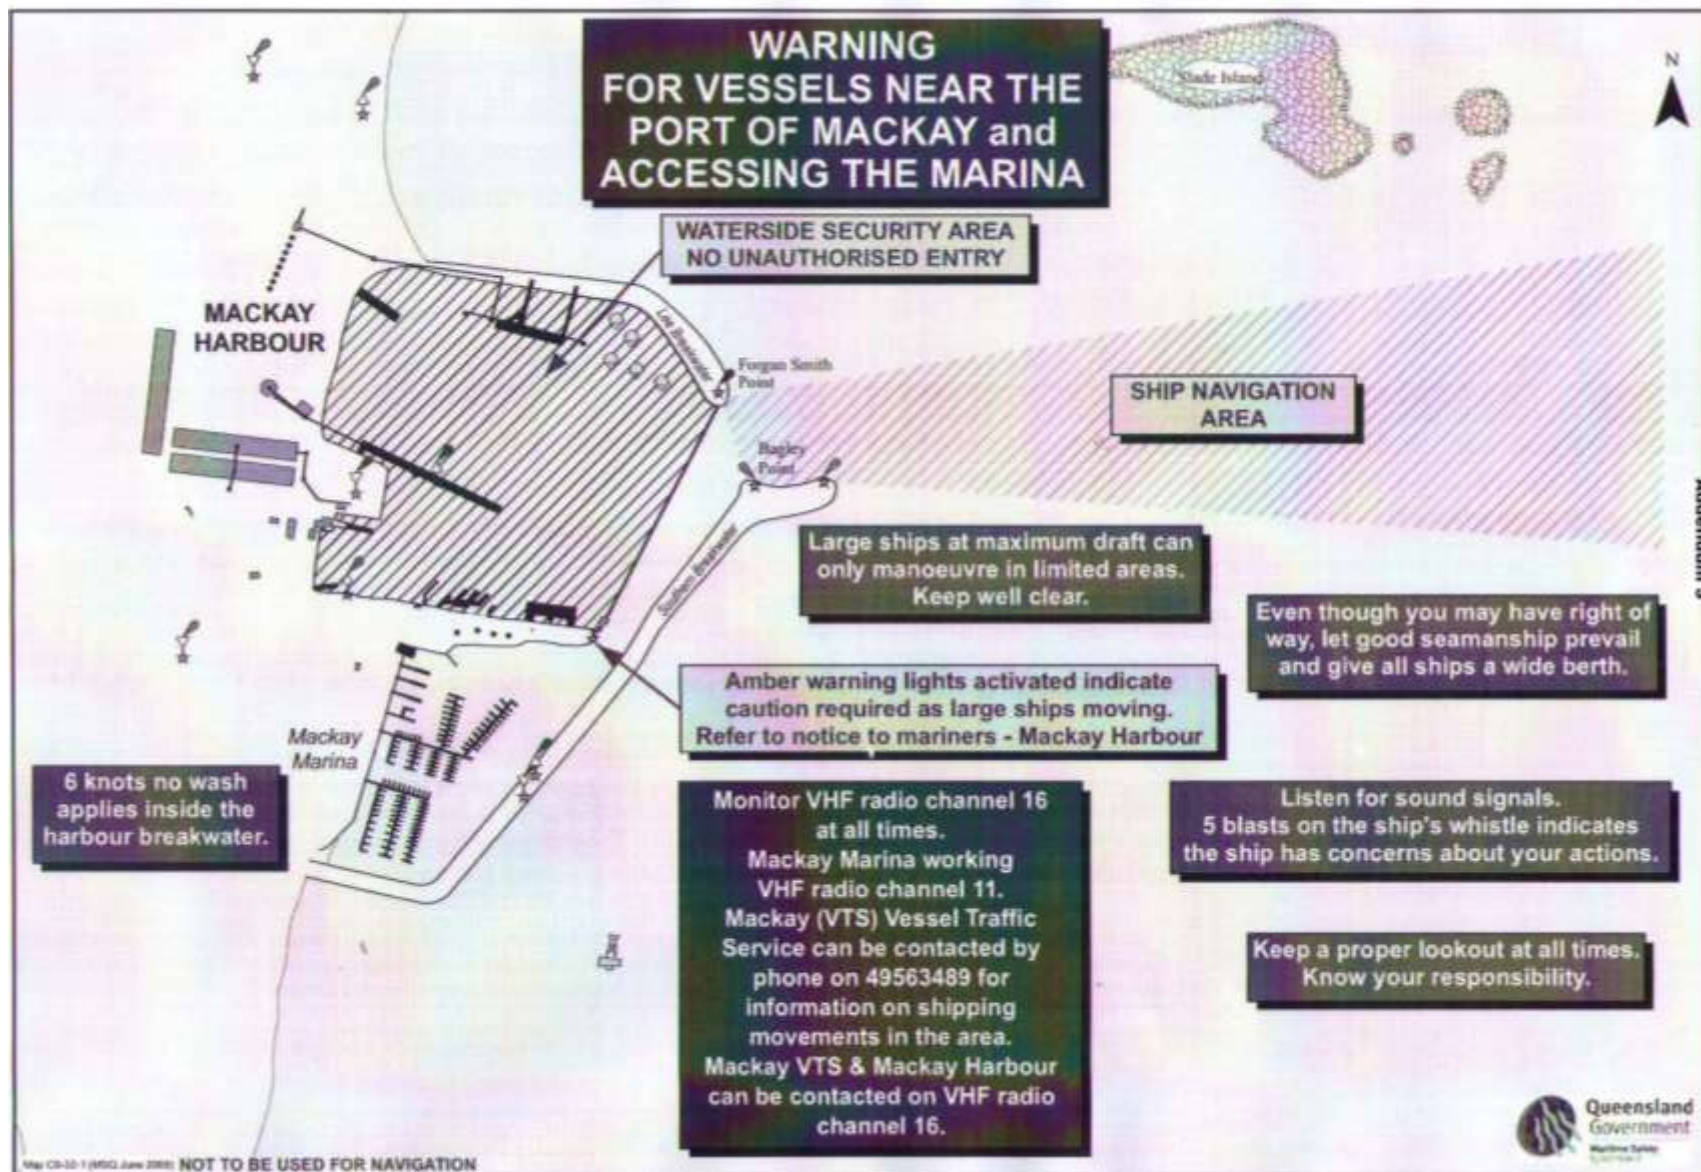 WARNING
FOR VESSELS NEAR THE
PORT OF MACKAY and
ACCESSING THE MARINA
Slade Island
N
WATERSIDE SECURITY AREA
NO UNAUTHORISED ENTRY
MACKAY
HARBOUR
Lee Breakwater
Forgan Smith
Point
SHIP NAVIGATION
AREA
Bagley
Point
Southern Breakwater
Large ships at maximum draft can
only manoeuvre in limited areas.
Keep well clear.
Even though you may have right of
way, let good seamanship prevail
and give all ships a wide berth.
Amber warning lights activated indicate
caution required as large ships moving.
Refer to notice to mariners - Mackay Harbour
Mackay
Marina
6 knots no wash
applies inside the
harbour breakwater.
Monitor VHF radio channel 16
at all times.
Mackay Marina working
VHF radio channel 11.
Mackay (VTS) Vessel Traffic
Service can be contacted by
phone on 49563489 for
information on shipping
movements in the area.
Mackay VTS & Mackay Harbour
can be contacted on VHF radio
channel 16.
Listen for sound signals.
5 blasts on the ship's whistle indicates
the ship has concerns about your actions.
Keep a proper lookout at all times.
Know your responsibility.
Queensland
Government
Maritime Safety
NOT TO BE USED FOR NAVIGATION